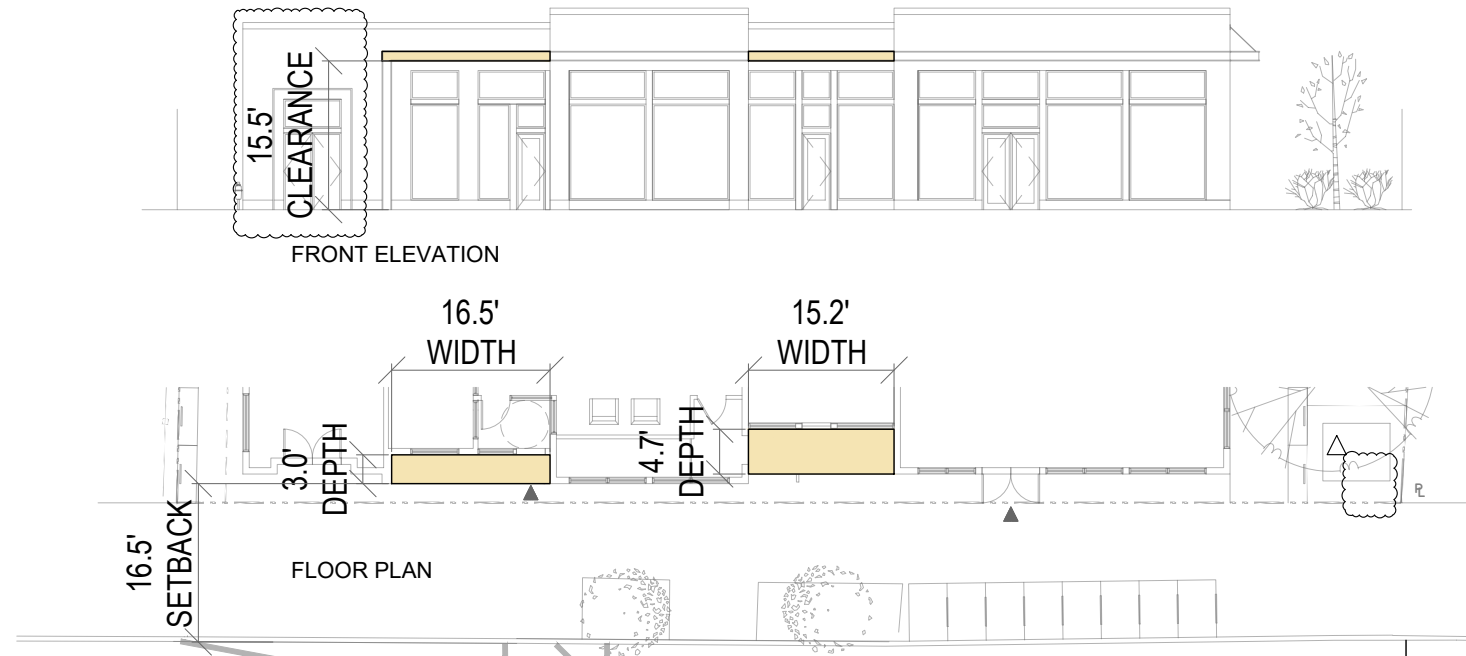 15.5'
CLEARANCE
FRONT ELEVATION
16.5'
WIDTH
15.2'
WIDTH
3.0'
DEPTH
4.7'
DEPTH
16.5'
SETBACK
FLOOR PLAN
PL